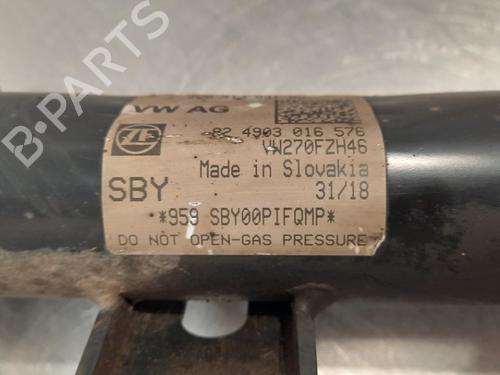 VW AG
ZF
82 4903 016 576
VW270FZH46
Made in Slovakia
SBY
31/18
*959 SBY00PIFQMP*
DO NOT OPEN-GAS PRESSURE
B-PARTS